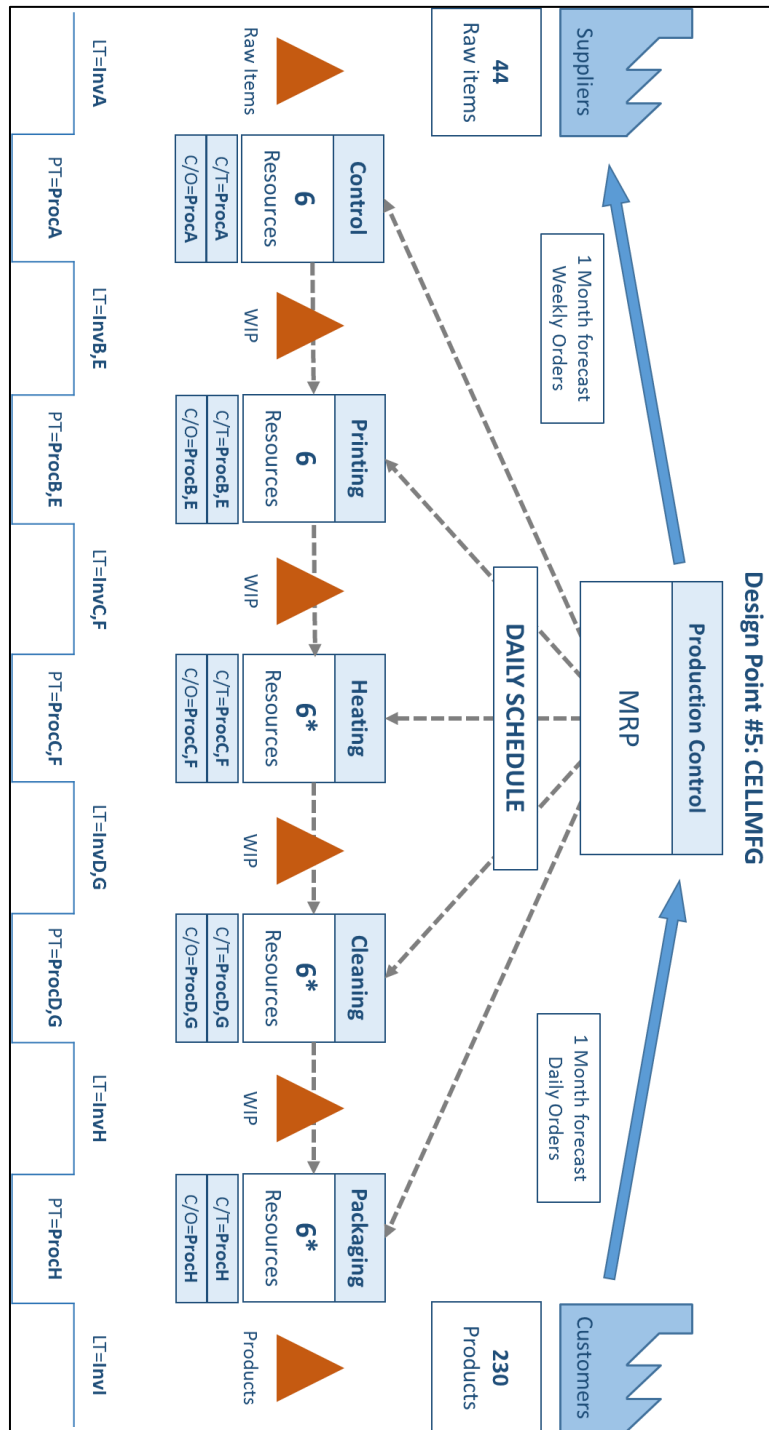 Design Point #5: CELLMFG
Suppliers
1 Month forecast
Weekly Orders
Production Control
MRP
1 Month forecast
Daily Orders
Customers
44
Raw items
DAILY SCHEDULE
230
Products
Raw Items
Control
6
Resources
C/T=ProcA
C/O=ProcA
WIP
Printing
6
Resources
C/T=ProcB,E
C/O=ProcB,E
WIP
Heating
6*
Resources
C/T=ProcC,F
C/O=ProcC,F
WIP
Cleaning
6*
Resources
C/T=ProcD,G
C/O=ProcD,G
WIP
Packaging
6*
Resources
C/T=ProcH
C/O=ProcH
Products
LT=InvA
PT=ProcA
LT=InvB,E
PT=ProcB,E
LT=InvC,F
PT=ProcC,F
LT=InvD,G
PT=ProcD,G
LT=InvH
PT=ProcH
LT=InvI